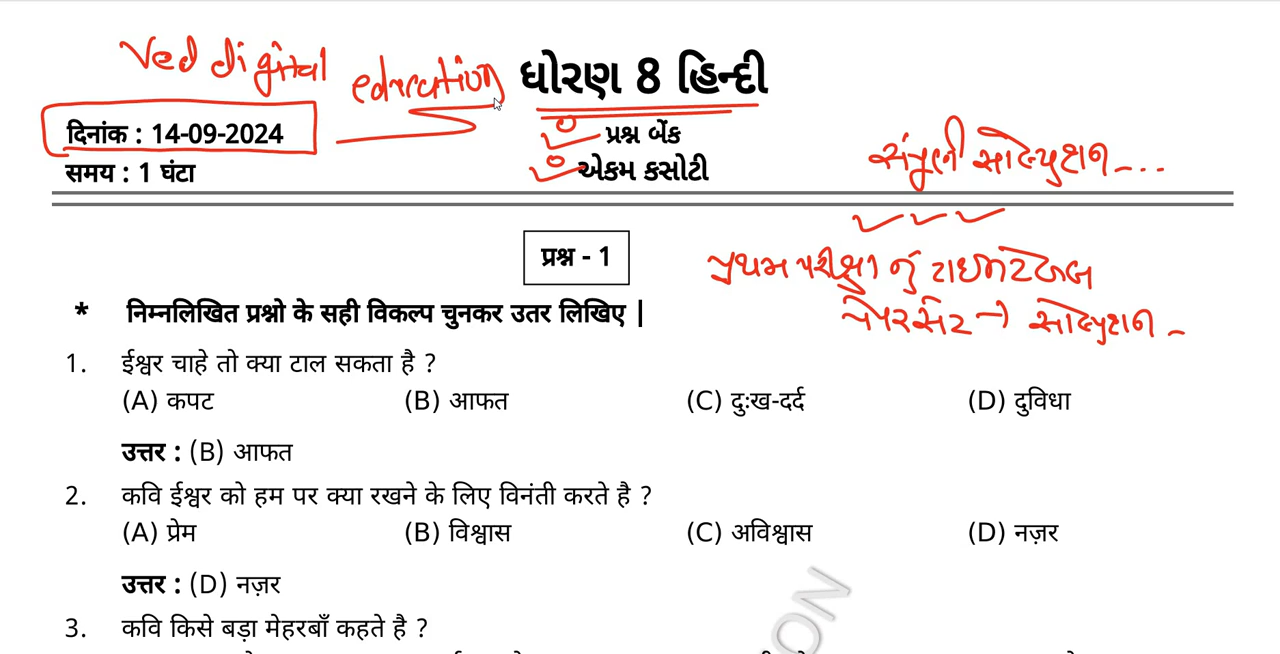 Ved digital education
ધોરણ 8 હિન્દી
दिनांक : 14-09-2024
પ્રશ્ન બેંક
समय : 1 घंटा
એકમ કસોટી
સંપૂર્ણ સોલ્યુશન ....
प्रश्न - 1
પ્રથમ પરીક્ષાનું ટાઇમટેબલ
પેપરસેટ → સોલ્યુશન -
* निम्नलिखित प्रश्नो के सही विकल्प चुनकर उतर लिखिए |
1. ईश्वर चाहे तो क्या टाल सकता है ?
(A) कपट (B) आफत (C) दुःख-दर्द (D) दुविधा
उत्तर : (B) आफत
2. कवि ईश्वर को हम पर क्या रखने के लिए विनंती करते है ?
(A) प्रेम (B) विश्वास (C) अविश्वास (D) नज़र
उत्तर : (D) नज़र
3. कवि किसे बड़ा मेहरबाँ कहते है ?